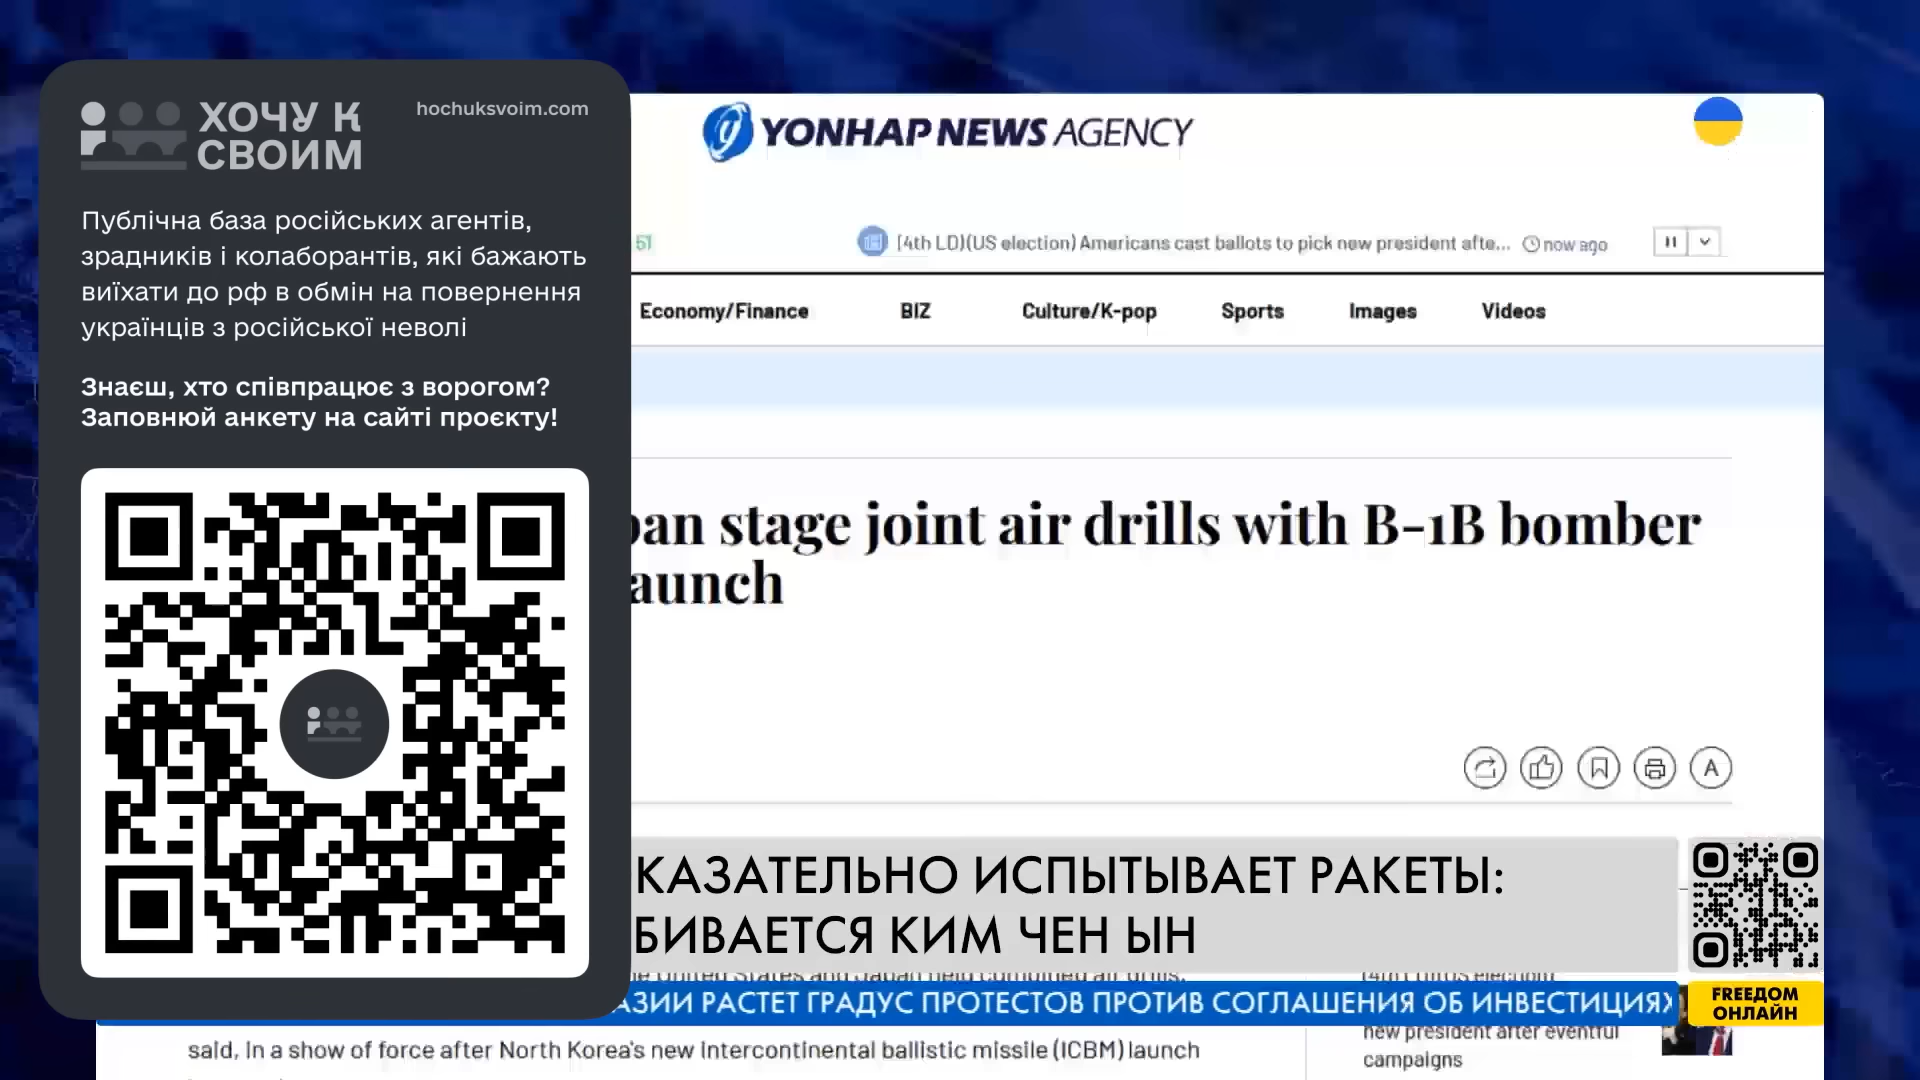 ХОЧУ К
СВОИМ
hochuksvoim.com
Публічна база російських агентів,
зрадників і колаборантів, які бажають
виїхати до рф в обмін на повернення
українців з російської неволі
Знаєш, хто співпрацює з ворогом?
Заповнюй анкету на сайті проєкту!
YONHAP NEWS AGENCY
[4th LD](US election) Americans cast ballots to pick new president afte...
now ago
Economy/Finance BIZ Culture/K-pop Sports Images Videos
pan stage joint air drills with B-1B bomber
aunch
A
КАЗАТЕЛЬНО ИСПЫТЫВАЕТ РАКЕТЫ:
БИВАЕТСЯ КИМ ЧЕН ЫН
АЗИИ РАСТЕТ ГРАДУС ПРОТЕСТОВ ПРОТИВ СОГЛАШЕНИЯ ОБ ИНВЕСТИЦИЯХ
FREEДОМ
ОНЛАЙН
new president after eventful
campaigns
said, in a show of force after North Korea's new intercontinental ballistic missile (ICBM) launch